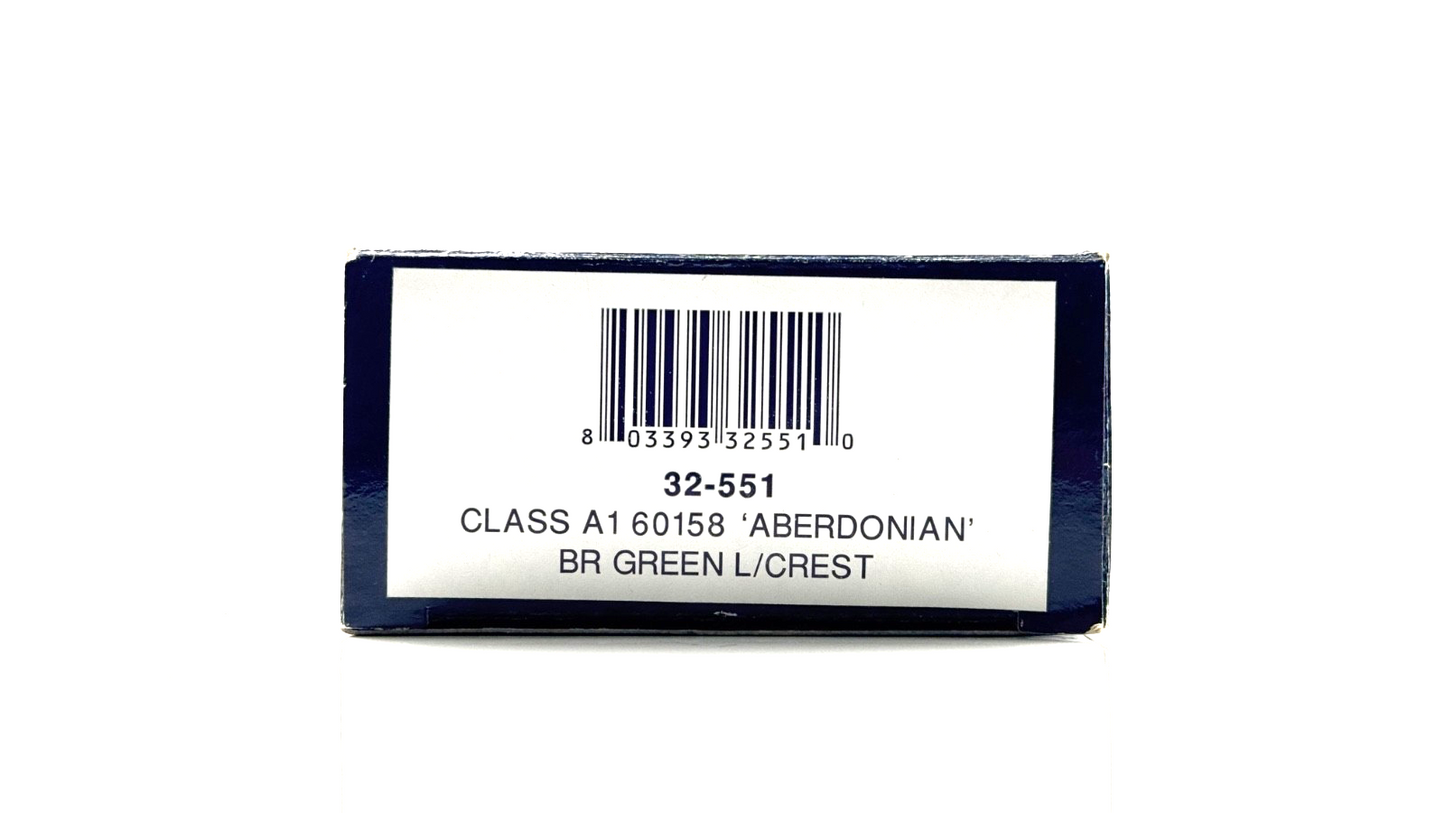 8 03393 32551 0
32-551
CLASS A1 60158 ‘ABERDONIAN’
BR GREEN L/CREST